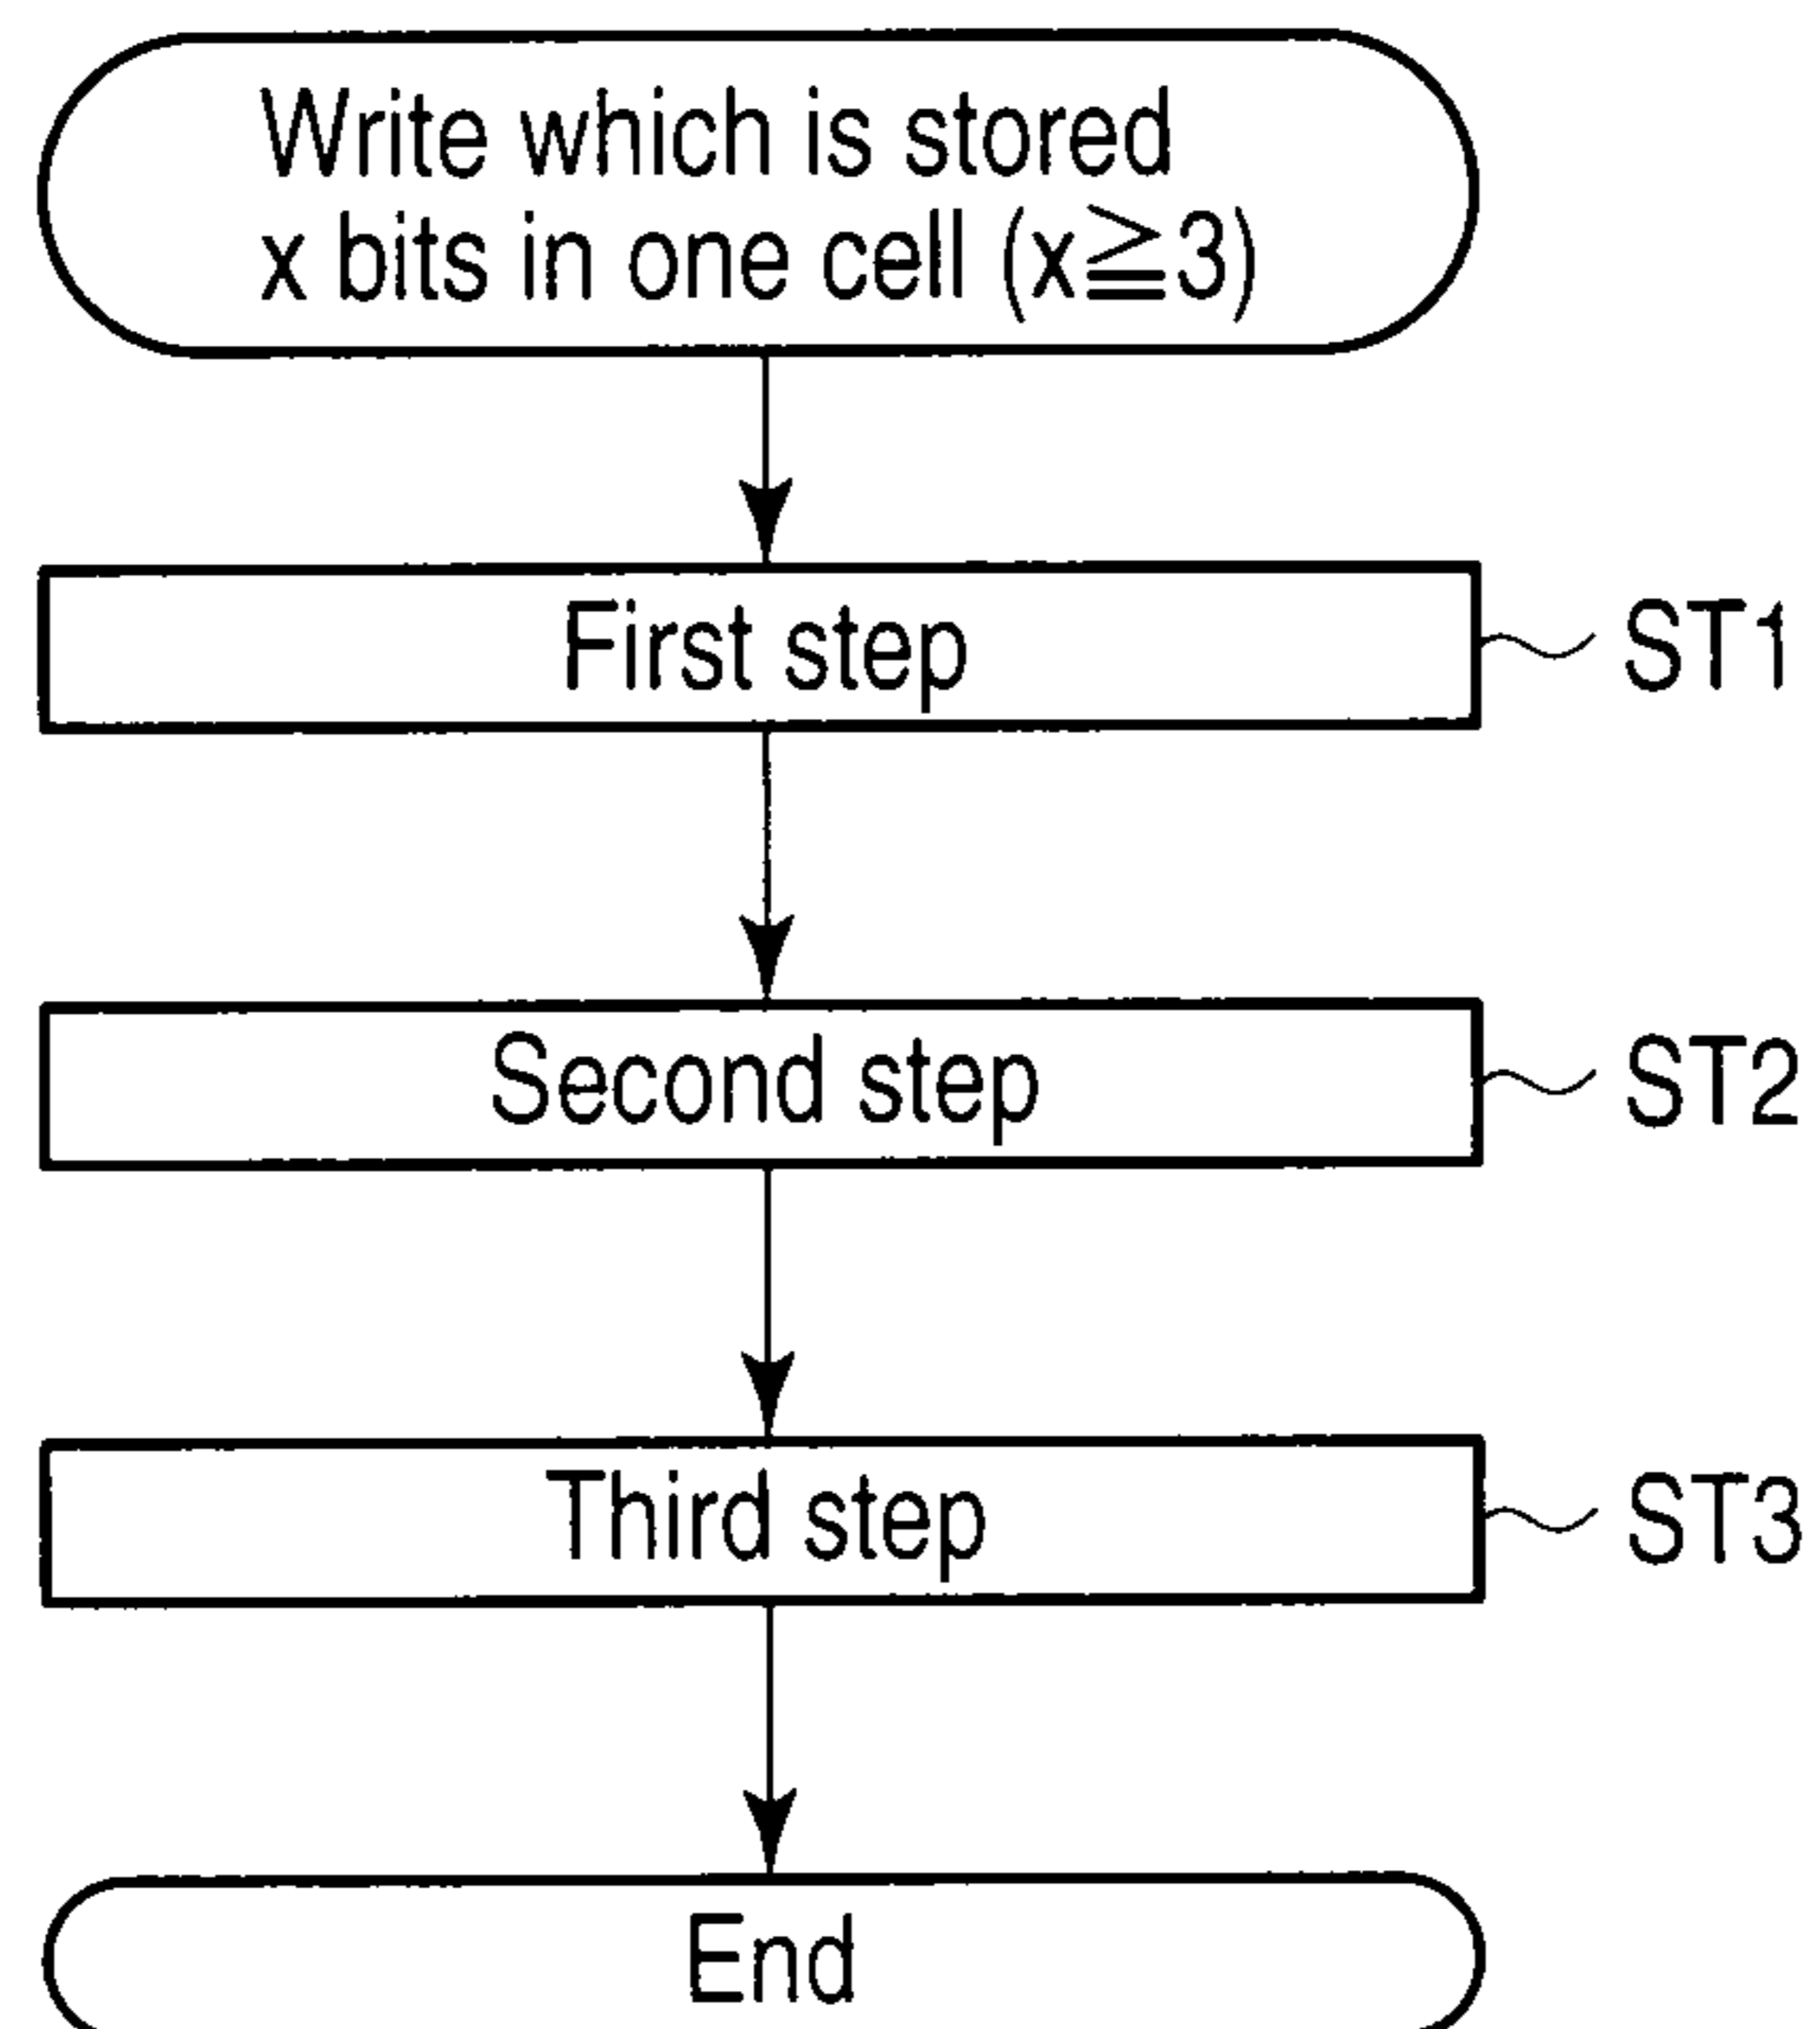 Write which is stored
x bits in one cell (x≧3)
First step
ST1
Second step
ST2
Third step
ST3
End